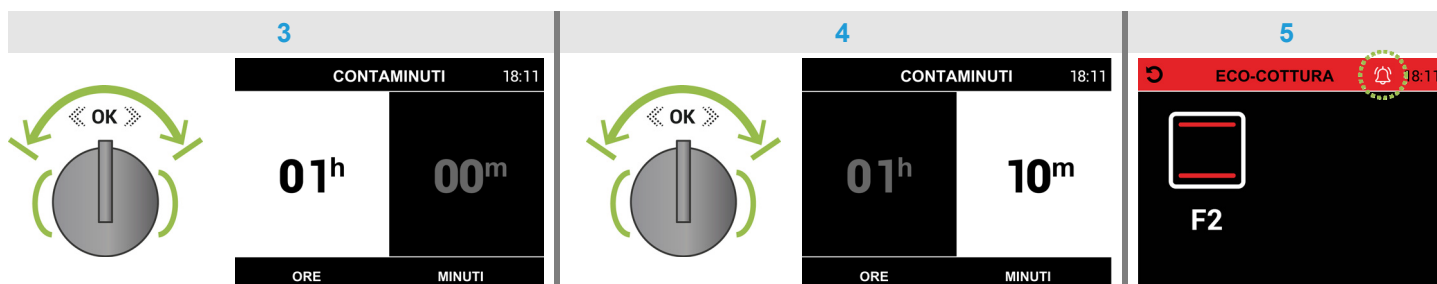 3
OK
CONTAMINUTI 18:11
01h 00m
ORE MINUTI
4
OK
CONTAMINUTI 18:11
01h 10m
ORE MINUTI
5
ECO-COTTURA 18:11
F2